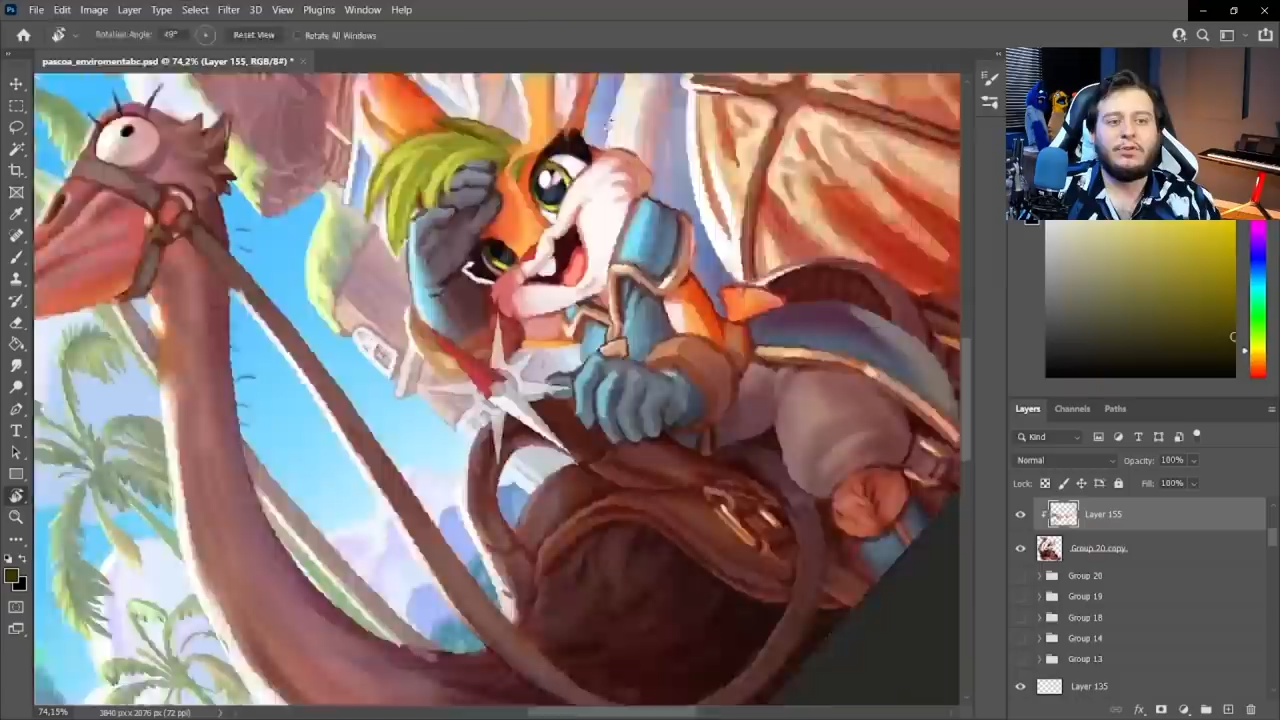 Ps File Edit Image Layer Type Select Filter 3D View Plugins Window Help
Rotation Angle: 49° Reset View Rotate All Windows
pascoa_enviromentabc.psd @ 74,2% (Layer 155, RGB/8#) *
Layers Channels Paths
Kind
Normal Opacity: 100%
Lock: Fill: 100%
Layer 155
Group 20 copy
Group 20
Group 19
Group 18
Group 14
Group 13
Layer 135
74,15% 3840 px x 2076 px (72 ppi)